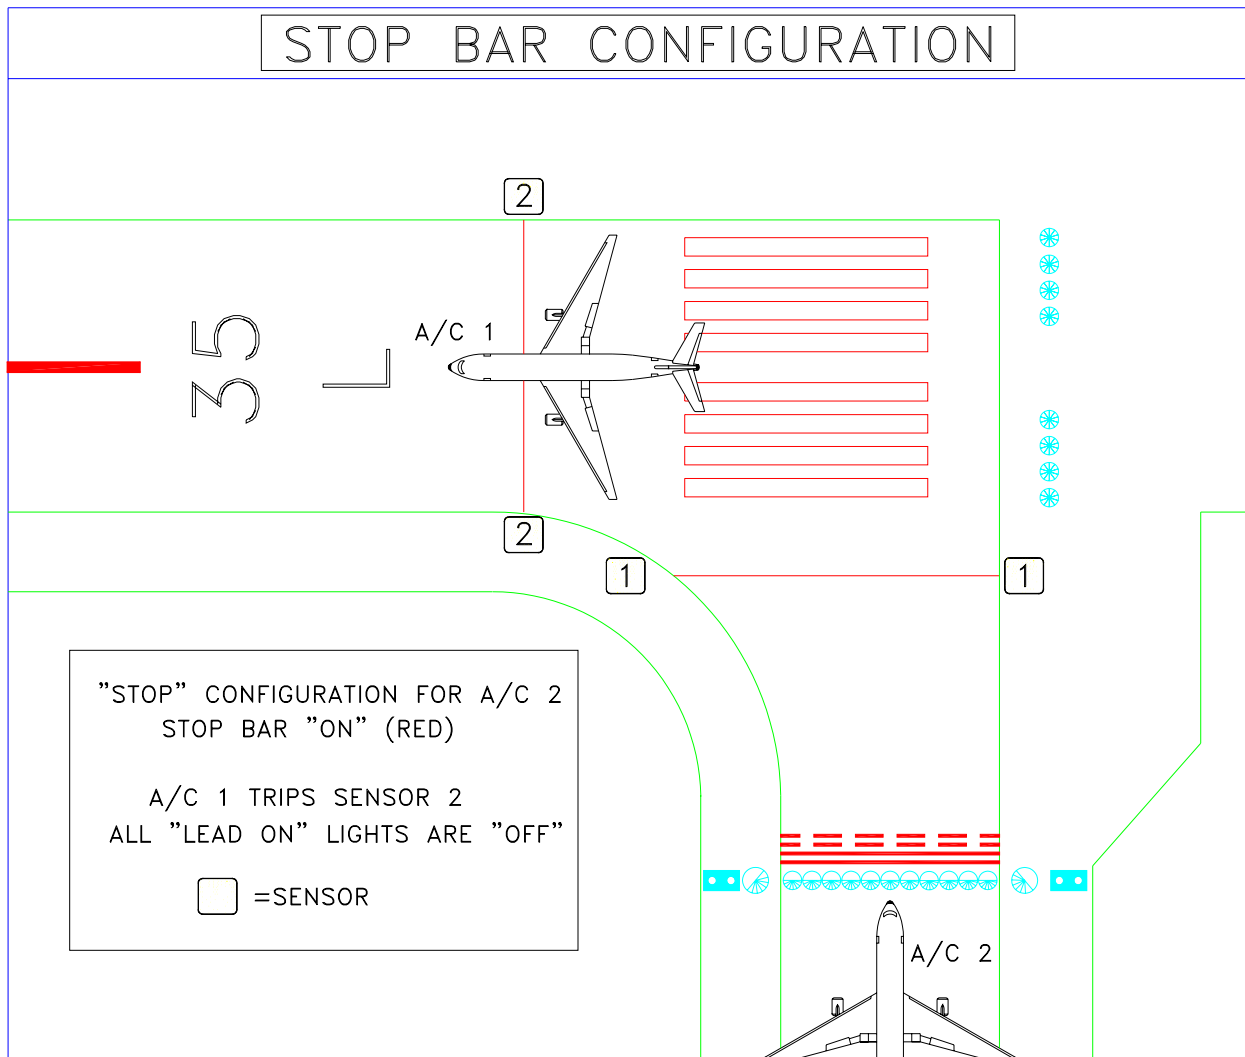 STOP BAR CONFIGURATION
2
A/C 1
35
L
2
1
1
"STOP" CONFIGURATION FOR A/C 2
STOP BAR "ON" (RED)
A/C 1 TRIPS SENSOR 2
ALL "LEAD ON" LIGHTS ARE "OFF"
=SENSOR
A/C 2